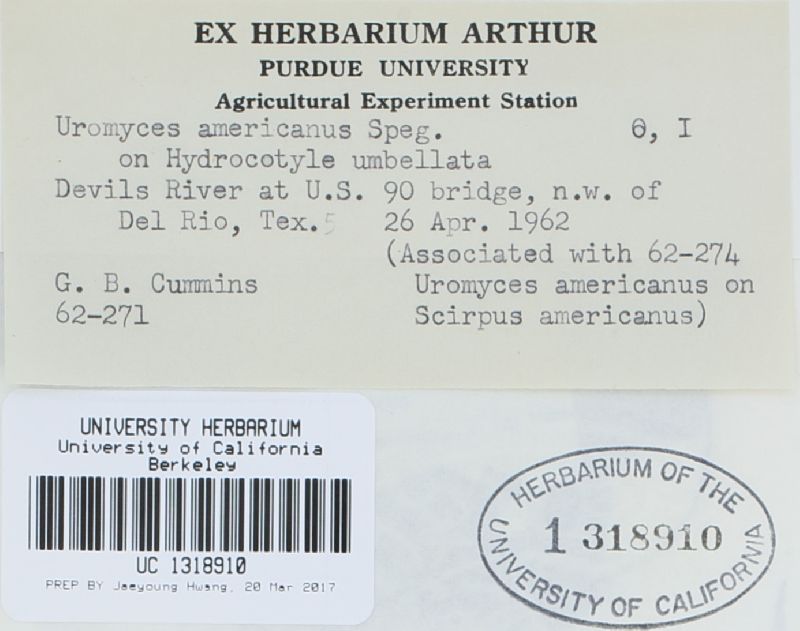 EX HERBARIUM ARTHUR
PURDUE UNIVERSITY
Agricultural Experiment Station
Uromyces americanus Speg. 0, I
on Hydrocotyle umbellata
Devils River at U.S. 90 bridge, n.w. of
Del Rio, Tex. 26 Apr. 1962
(Associated with 62-274
G. B. Cummins Uromyces americanus on
62-271 Scirpus americanus)
UNIVERSITY HERBARIUM
University of California
Berkeley
UC 1318910
PREP BY Jaeyoung Hwang, 20 Mar 2017
HERBARIUM OF THE
1 318910
UNIVERSITY OF CALIFORNIA